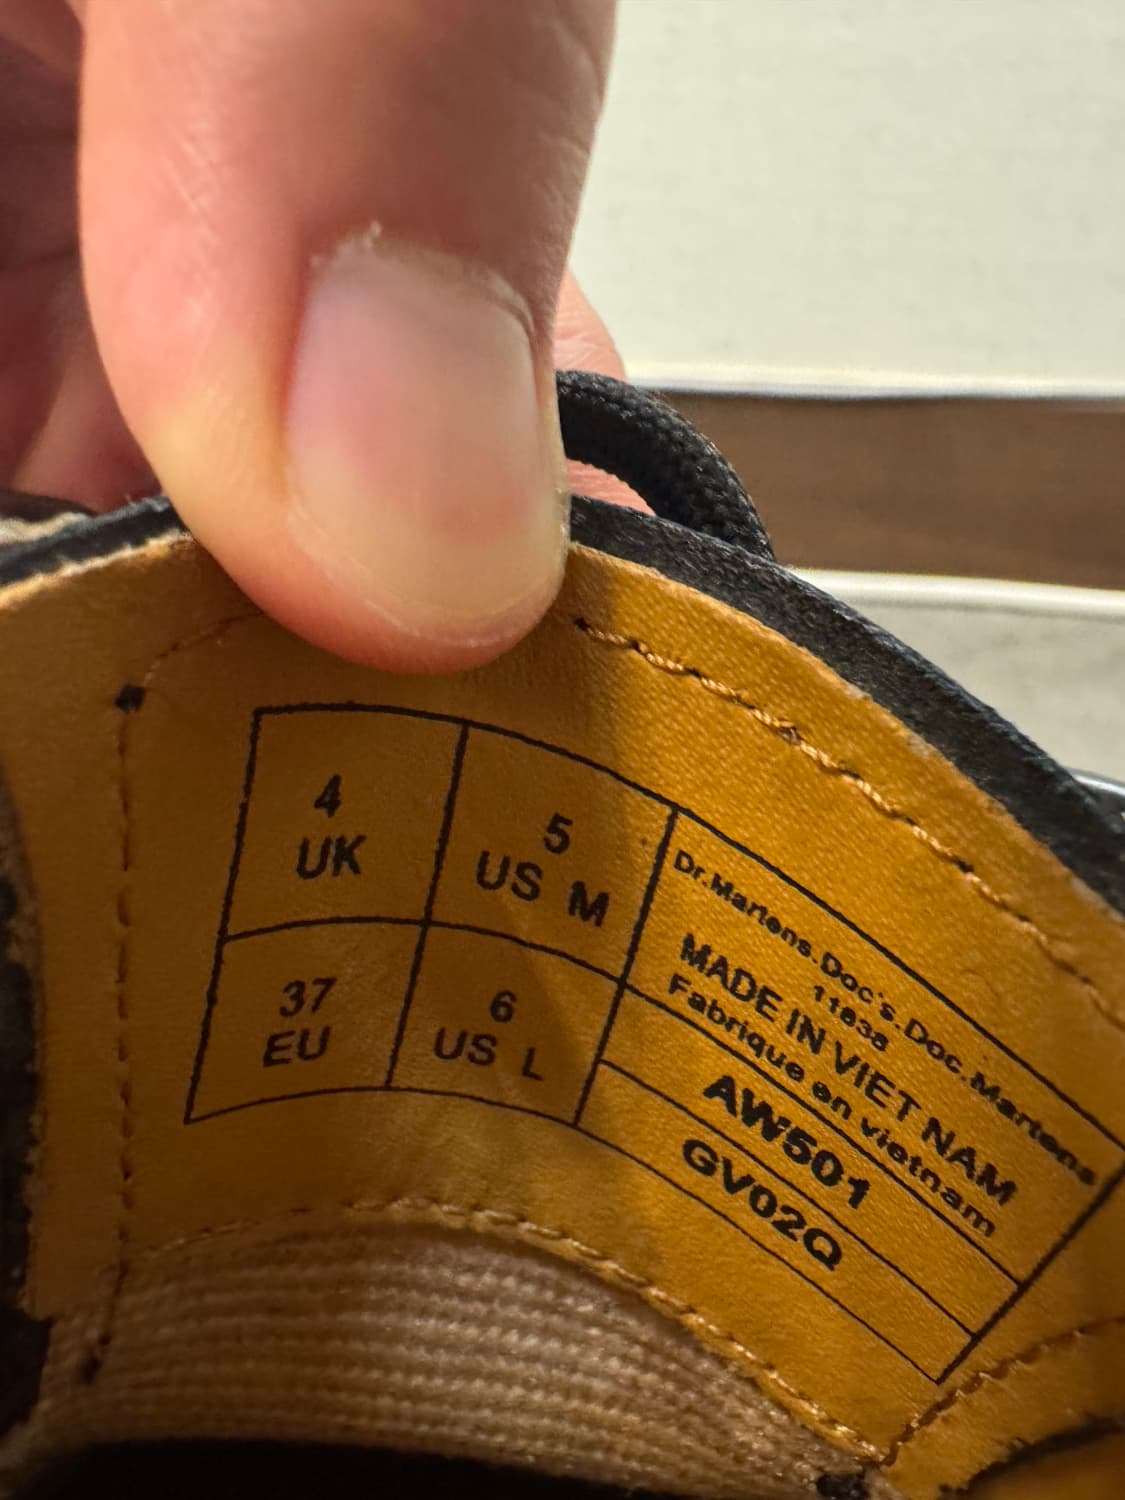 4
UK
5
US M
37
EU
6
US L
Dr.Martens.Doc's.Doc.Martens
11838
MADE IN VIET NAM
Fabrique en vietnam
AW501
GV02Q